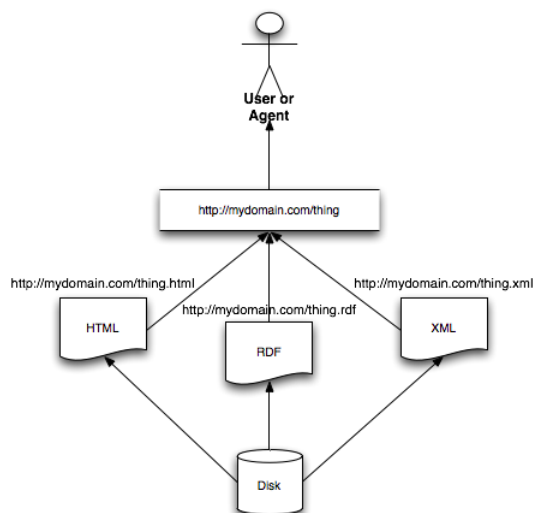 User or
Agent
http://mydomain.com/thing
http://mydomain.com/thing.html
http://mydomain.com/thing.xml
http://mydomain.com/thing.rdf
HTML
RDF
XML
Disk